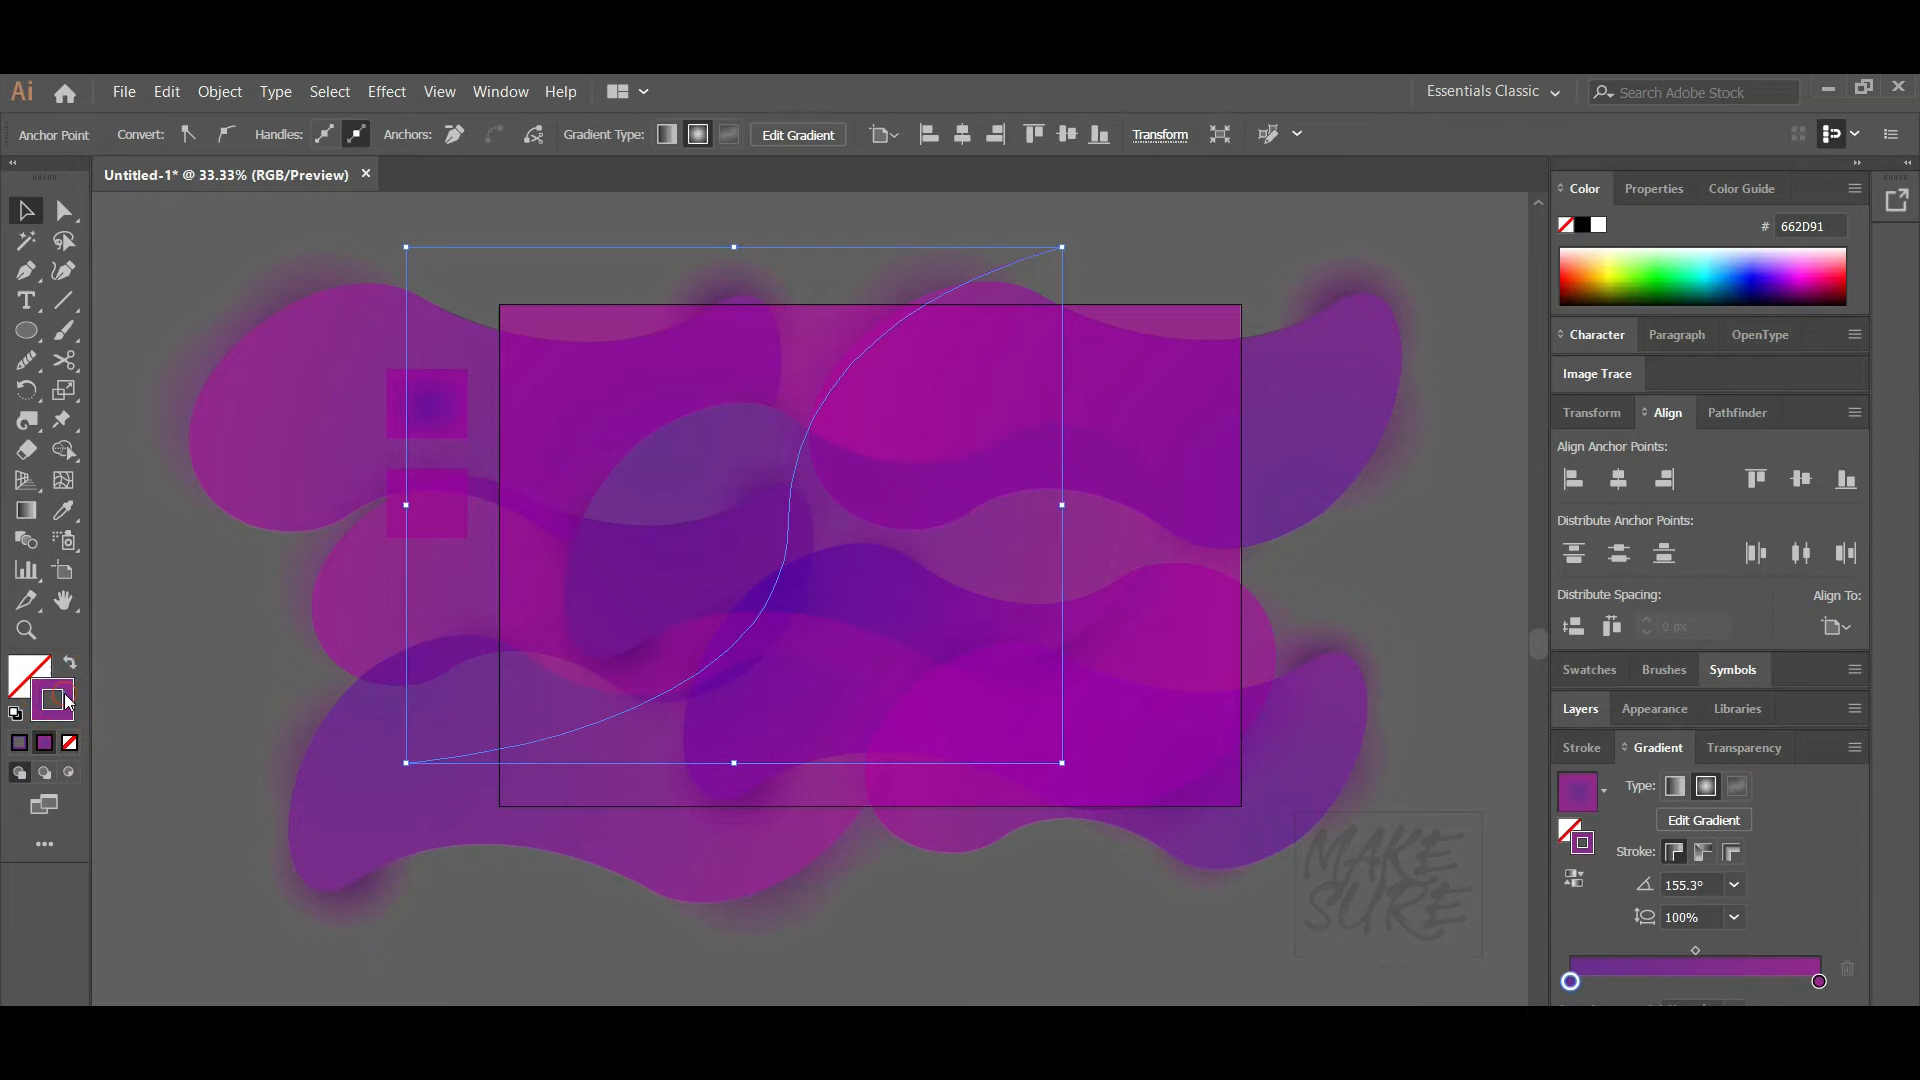 Ai File Edit Object Type Select Effect View Window Help Essentials Classic Search Adobe Stock
Anchor Point Convert: Handles: Anchors: Gradient Type: Edit Gradient Transform
Untitled-1* @ 33.33% (RGB/Preview)
Color Properties Color Guide
# 662D91
Character Paragraph OpenType
Image Trace
Transform Align Pathfinder
Align Anchor Points:
Distribute Anchor Points:
Distribute Spacing: Align To:
0 px
Swatches Brushes Symbols
Layers Appearance Libraries
Stroke Gradient Transparency
Type:
Edit Gradient
Stroke:
155.3°
100%
MAKE
SURE